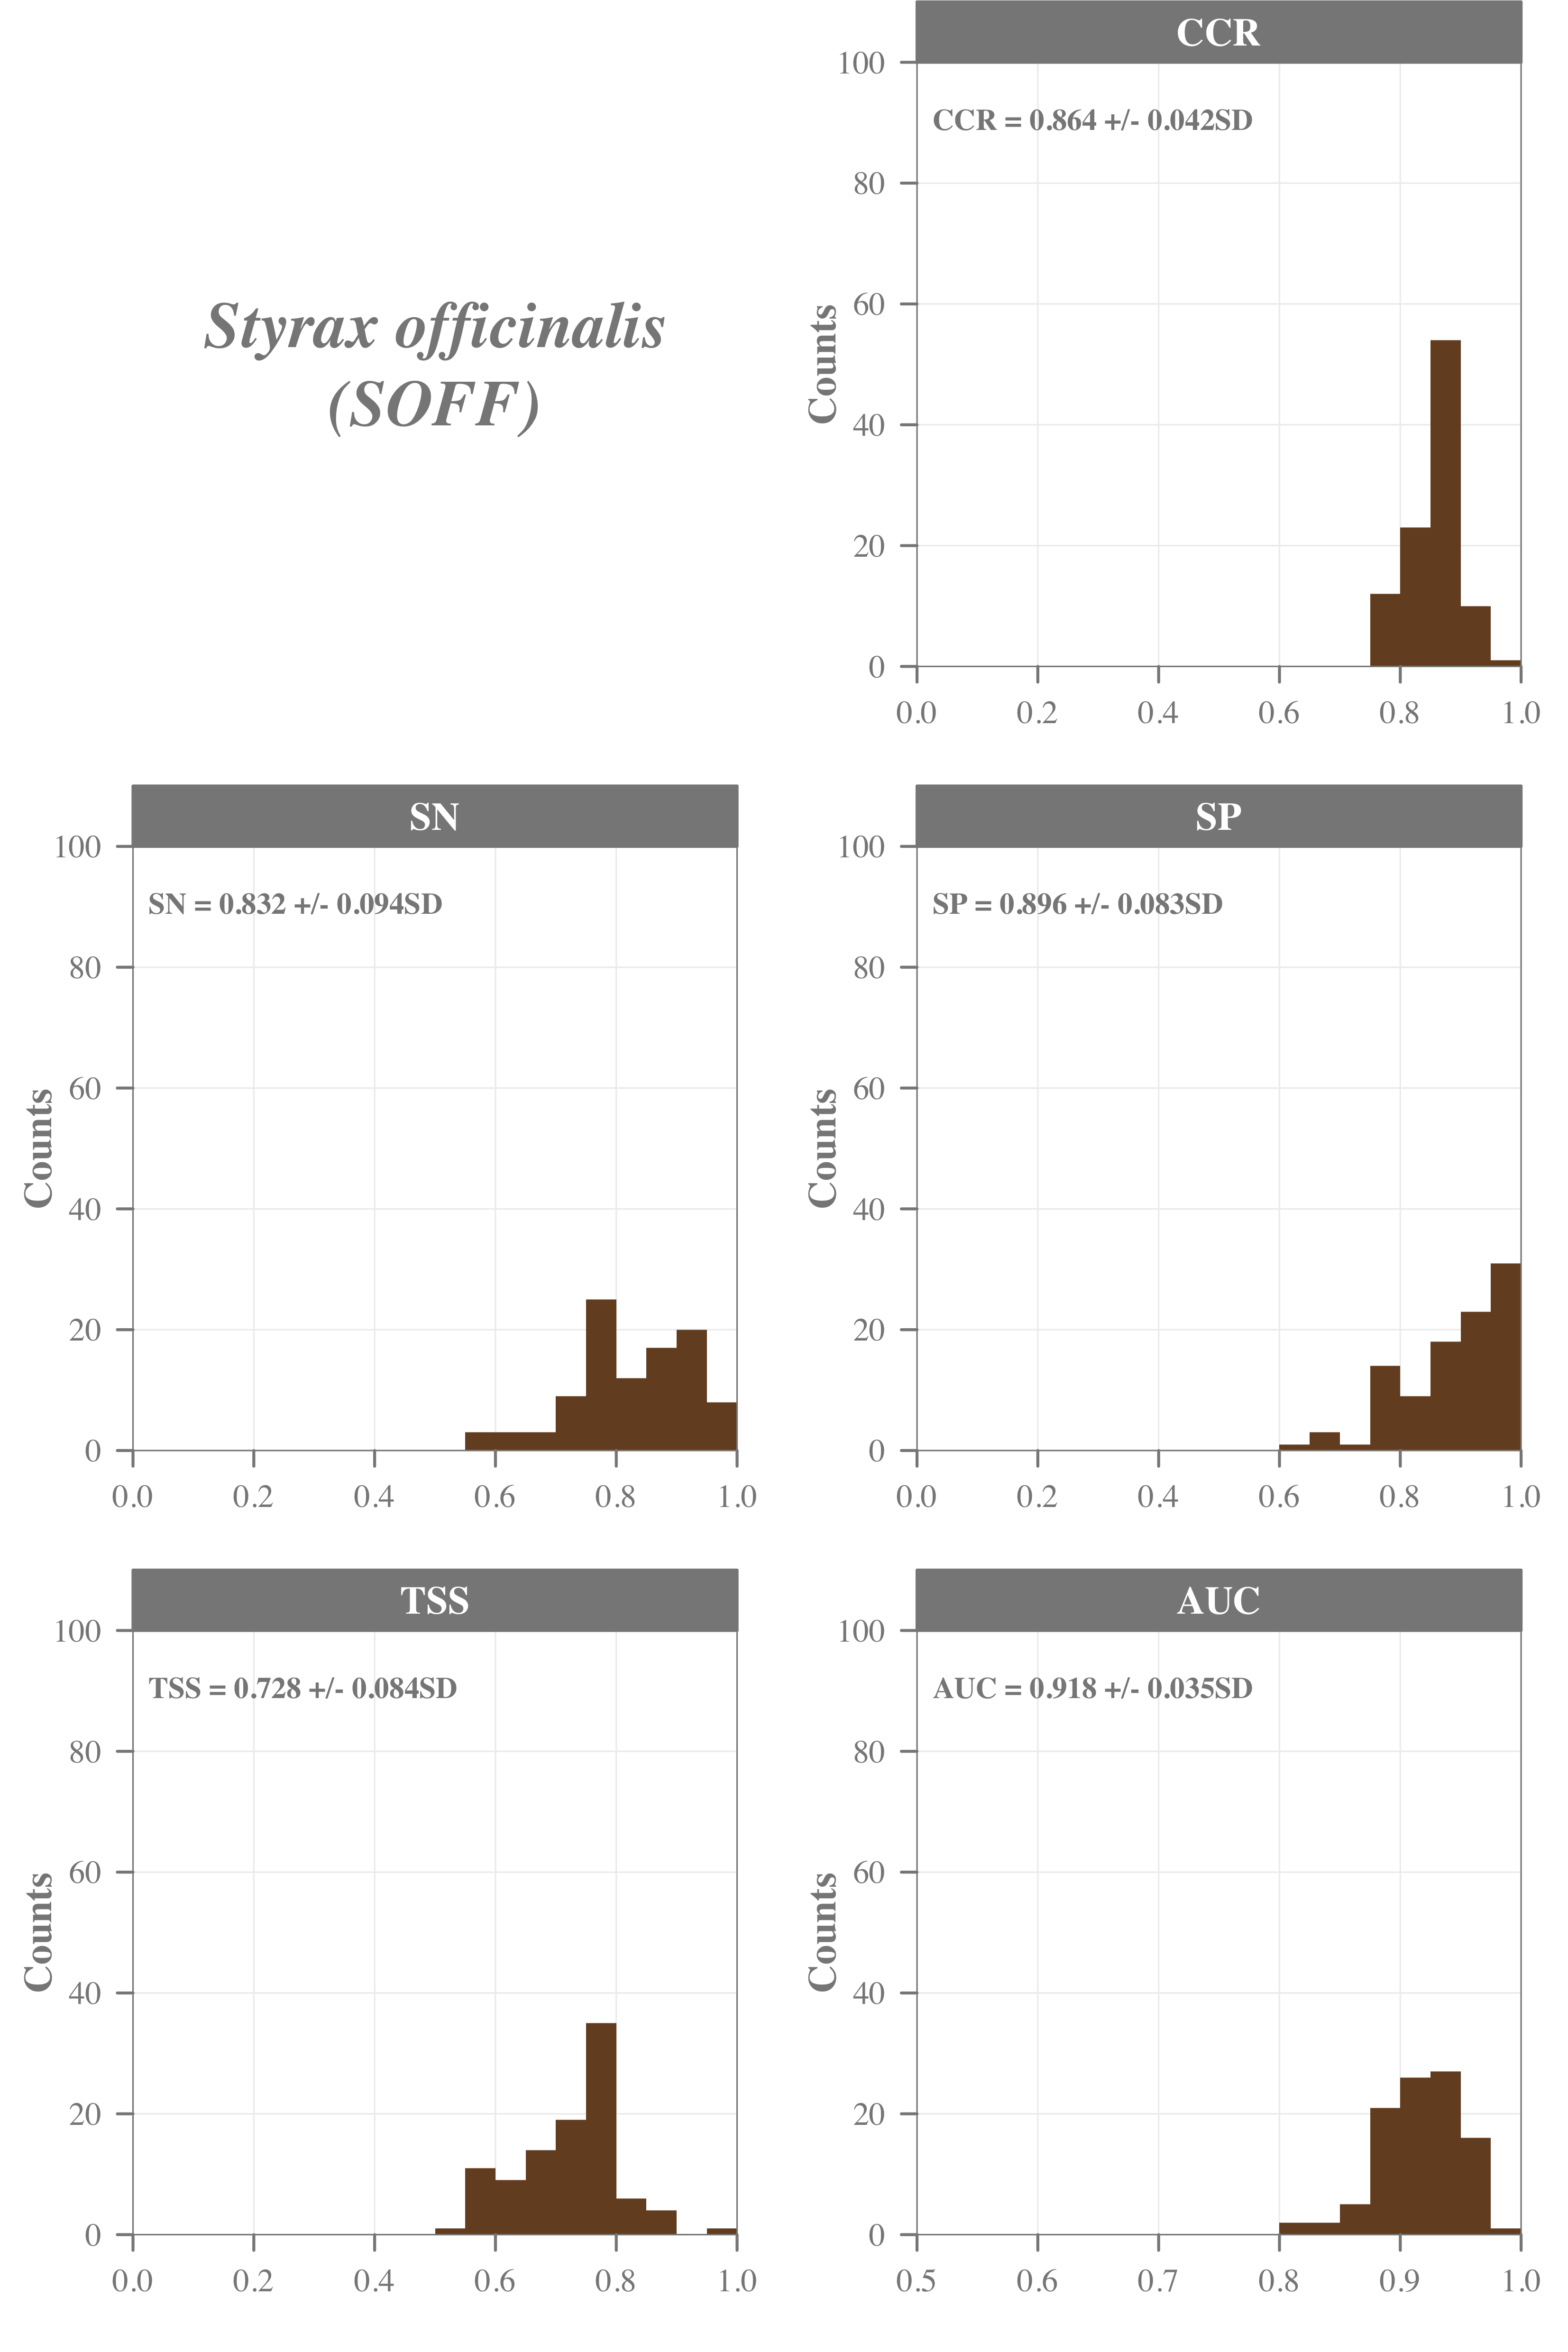 CCR
100
CCR = 0.864 +/- 0.042SD
80
60
Counts
40
20
0
0.0 0.2 0.4 0.6 0.8 1.0
Styrax officinalis
(SOFF)
SN
100
SN = 0.832 +/- 0.094SD
80
60
Counts
40
20
0
0.0 0.2 0.4 0.6 0.8 1.0
SP
100
SP = 0.896 +/- 0.083SD
80
60
Counts
40
20
0
0.0 0.2 0.4 0.6 0.8 1.0
TSS
100
TSS = 0.728 +/- 0.084SD
80
60
Counts
40
20
0
0.0 0.2 0.4 0.6 0.8 1.0
AUC
100
AUC = 0.918 +/- 0.035SD
80
60
Counts
40
20
0
0.5 0.6 0.7 0.8 0.9 1.0